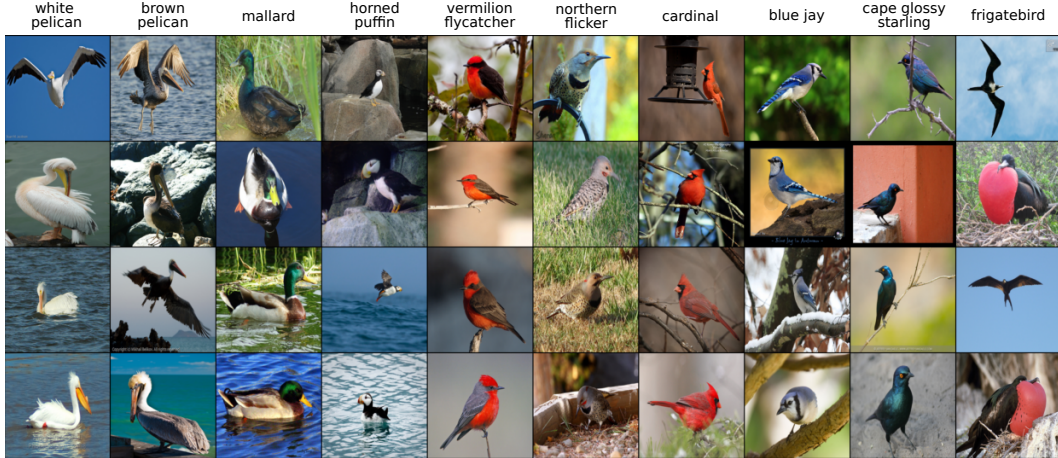 white
pelican
brown
pelican
mallard
horned
puffin
vermilion
flycatcher
northern
flicker
cardinal
blue jay
cape glossy
starling
frigatebird